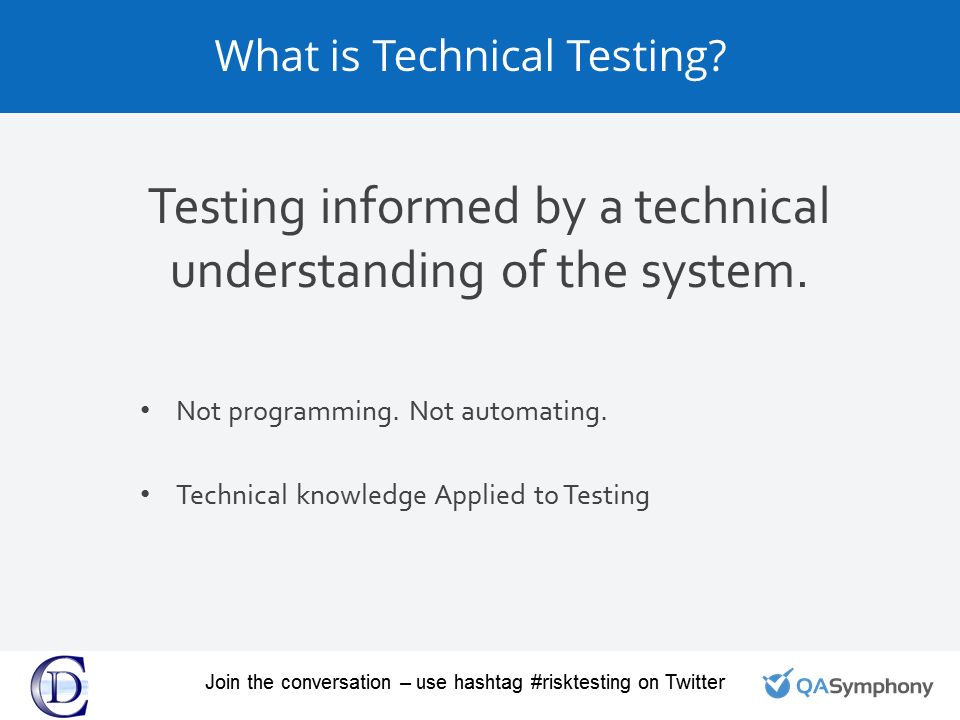 What is Technical Testing?
Testing informed by a technical
understanding of the system.
• Not programming. Not automating.
• Technical knowledge Applied to Testing
CD
Join the conversation – use hashtag #risktesting on Twitter
QASymphony